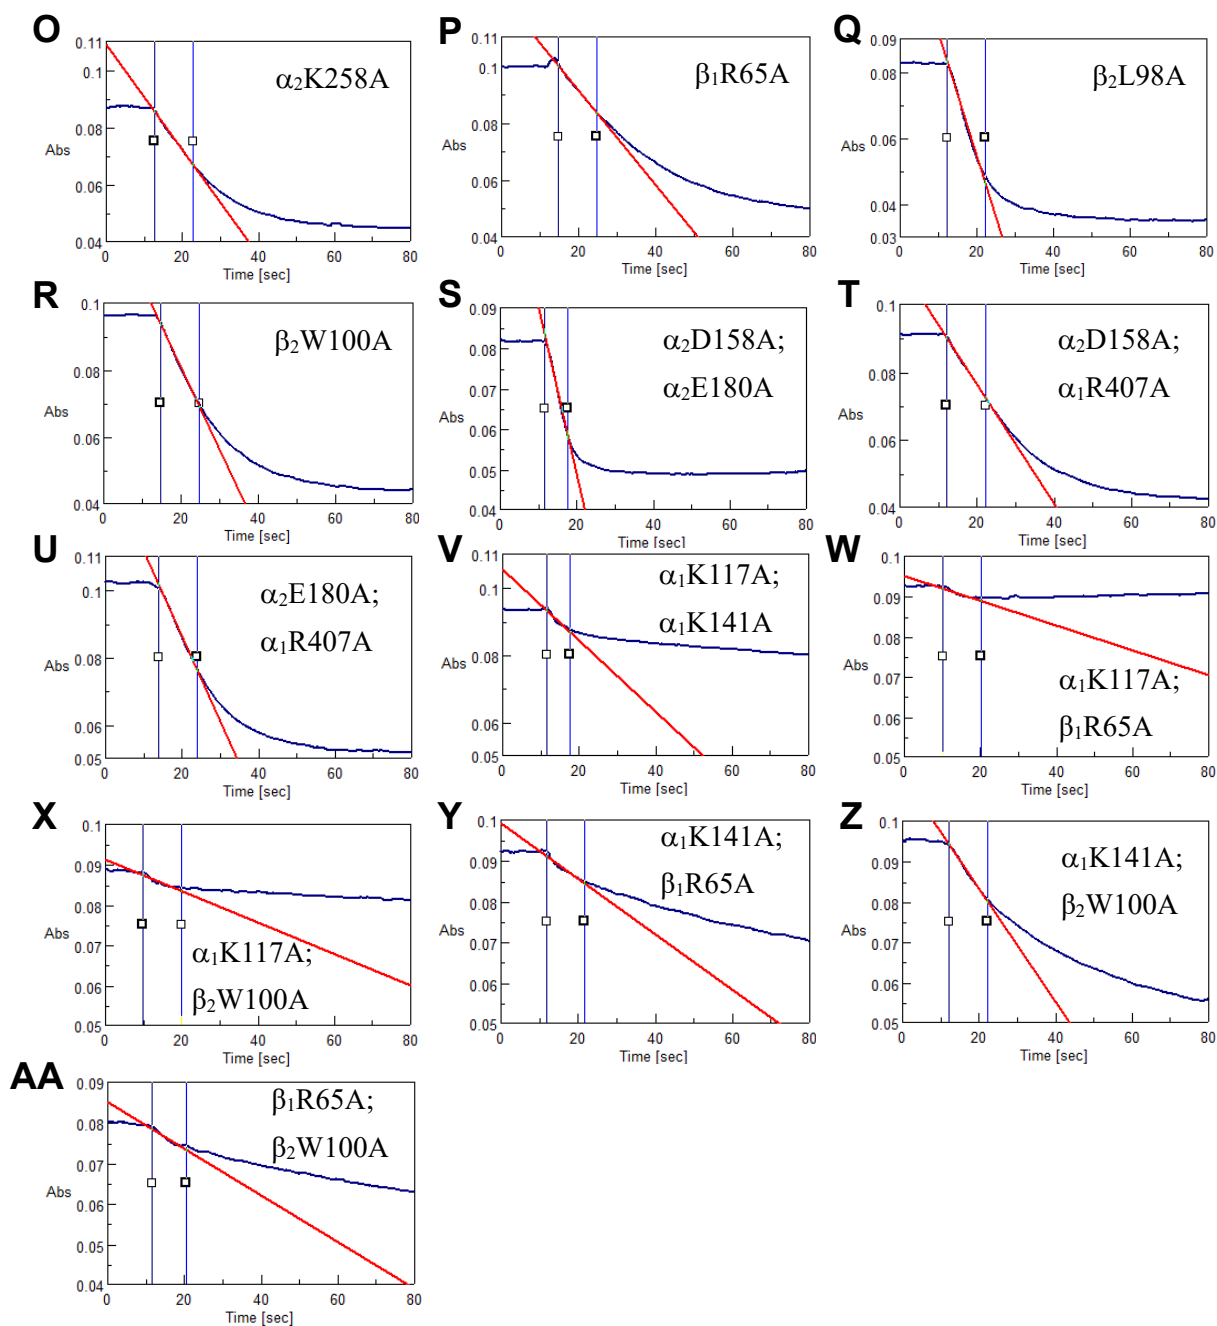 O
0.11
0.1
0.08
Abs
0.06
0.04
0 20 40 60 80
Time [sec]
α2K258A
P
0.11
0.1
0.08
Abs
0.06
0.04
0 20 40 60 80
Time [sec]
β1R65A
Q
0.09
0.08
Abs
0.06
0.04
0.03
0 20 40 60 80
Time [sec]
β2L98A
R
0.1
0.08
Abs
0.06
0.04
0 20 40 60 80
Time [sec]
β2W100A
S
0.09
0.08
0.07
Abs
0.06
0.05
0.04
0 20 40 60 80
Time [sec]
α2D158A;
α2E180A
T
0.1
0.08
Abs
0.06
0.04
0 20 40 60 80
Time [sec]
α2D158A;
α1R407A
U
0.11
0.1
0.08
Abs
0.06
0.05
0 20 40 60 80
Time [sec]
α2E180A;
α1R407A
V
0.11
0.1
0.09
0.08
Abs
0.07
0.06
0.05
0 20 40 60 80
Time [sec]
α1K117A;
α1K141A
W
0.1
0.09
0.08
Abs
0.07
0.06
0.05
0 20 40 60 80
Time [sec]
α1K117A;
β1R65A
X
0.1
0.09
0.08
Abs
0.07
0.06
0.05
0 20 40 60 80
Time [sec]
α1K117A;
β2W100A
Y
0.1
0.09
0.08
Abs
0.07
0.06
0.05
0 20 40 60 80
Time [sec]
α1K141A;
β1R65A
Z
0.1
0.09
0.08
Abs
0.07
0.06
0.05
0 20 40 60 80
Time [sec]
α1K141A;
β2W100A
AA
0.09
0.08
0.07
Abs
0.06
0.05
0.04
0 20 40 60 80
Time [sec]
β1R65A;
β2W100A